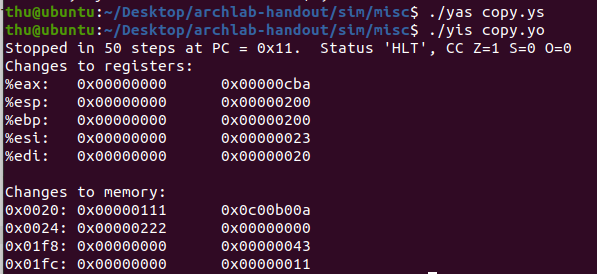 thu@ubuntu:~/Desktop/archlab-handout/sim/misc$ ./yas copy.ys
thu@ubuntu:~/Desktop/archlab-handout/sim/misc$ ./yis copy.yo
Stopped in 50 steps at PC = 0x11.  Status 'HLT', CC Z=1 S=0 O=0
Changes to registers:
%eax:   0x00000000      0x00000cba
%esp:   0x00000000      0x00000200
%ebp:   0x00000000      0x00000200
%esi:   0x00000000      0x00000023
%edi:   0x00000000      0x00000020

Changes to memory:
0x0020: 0x00000111      0x0c00b00a
0x0024: 0x00000222      0x00000000
0x01f8: 0x00000000      0x00000043
0x01fc: 0x00000000      0x00000011